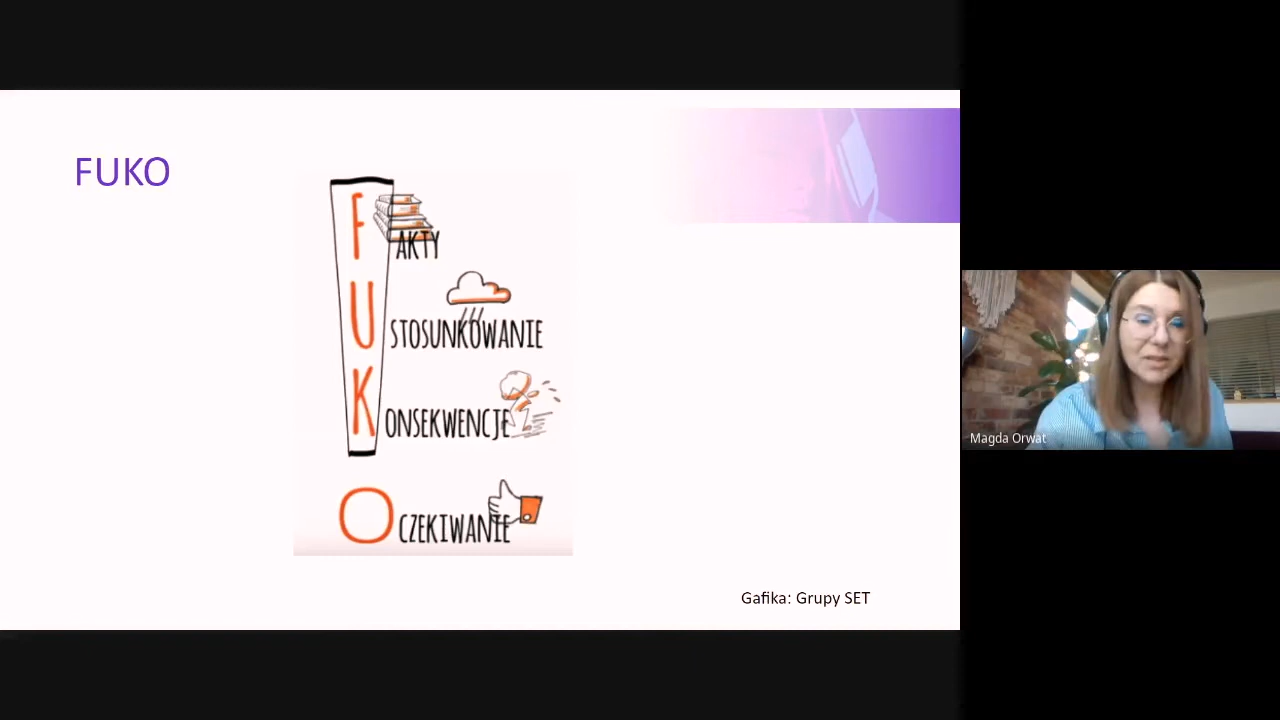 FUKO
FAKTY
USTOSUNKOWANIE
KONSEKWENCJE
OCZEKIWANIE
Gafika: Grupy SET
Magda Orwat